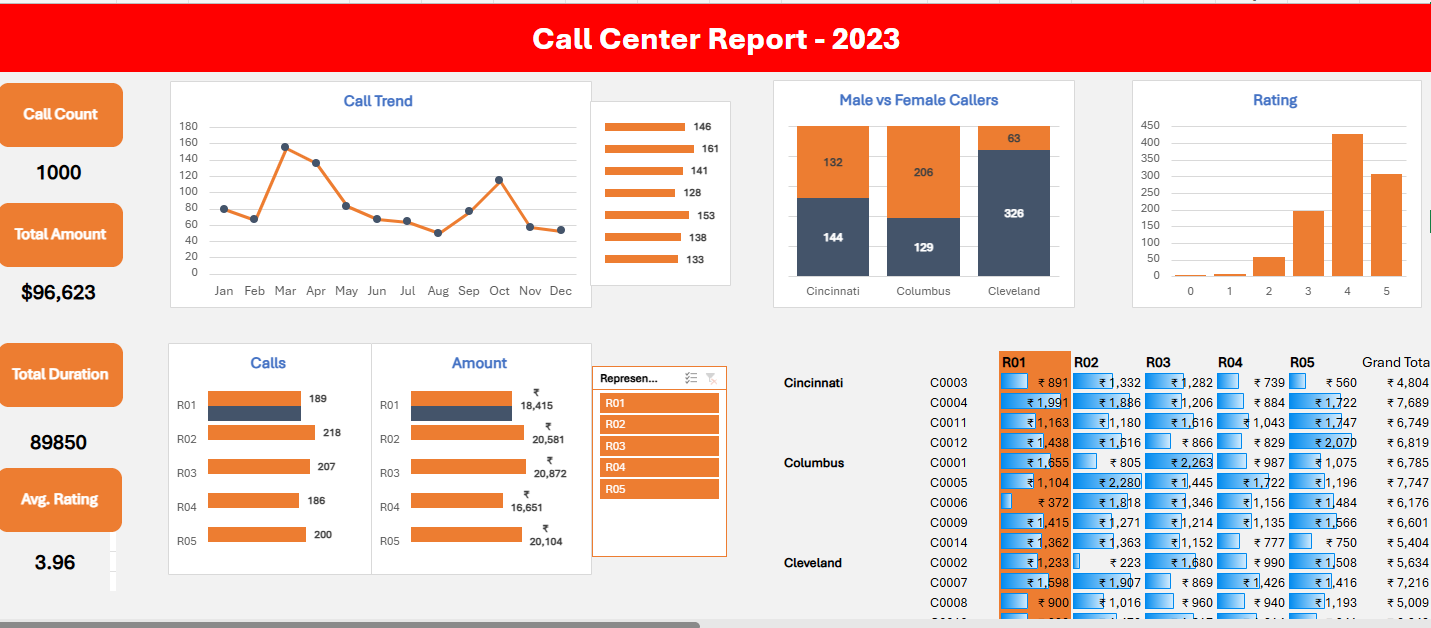 Call Center Report - 2023
Call Count
1000
Total Amount
$96,623
Total Duration
89850
Avg. Rating
3.96
Call Trend
180
160
140
120
100
80
60
40
20
0
Jan Feb Mar Apr May Jun Jul Aug Sep Oct Nov Dec
146
161
141
128
153
138
133
Male vs Female Callers
132 206 63
144 129 326
Cincinnati Columbus Cleveland
Rating
450
400
350
300
250
200
150
100
50
0
0 1 2 3 4 5
Calls
R01 189
R02 218
R03 207
R04 186
R05 200
Amount
R01 ₹ 18,415
R02 ₹ 20,581
R03 ₹ 20,872
R04 ₹ 16,651
R05 ₹ 20,104
Represen...
R01
R02
R03
R04
R05
R01 R02 R03 R04 R05 Grand Tota
Cincinnati C0003 ₹ 891 ₹ 1,332 ₹ 1,282 ₹ 739 ₹ 560 ₹ 4,804
C0004 ₹ 1,991 ₹ 1,886 ₹ 1,206 ₹ 884 ₹ 1,722 ₹ 7,689
C0011 ₹ 1,163 ₹ 1,180 ₹ 1,616 ₹ 1,043 ₹ 1,747 ₹ 6,749
C0012 ₹ 1,438 ₹ 1,616 ₹ 866 ₹ 829 ₹ 2,070 ₹ 6,819
Columbus C0001 ₹ 1,655 ₹ 805 ₹ 2,263 ₹ 987 ₹ 1,075 ₹ 6,785
C0005 ₹ 1,104 ₹ 2,280 ₹ 1,445 ₹ 1,722 ₹ 1,196 ₹ 7,747
C0006 ₹ 372 ₹ 1,818 ₹ 1,346 ₹ 1,156 ₹ 1,484 ₹ 6,176
C0009 ₹ 1,415 ₹ 1,271 ₹ 1,214 ₹ 1,135 ₹ 1,566 ₹ 6,601
C0014 ₹ 1,362 ₹ 1,363 ₹ 1,152 ₹ 777 ₹ 750 ₹ 5,404
Cleveland C0002 ₹ 1,233 ₹ 223 ₹ 1,680 ₹ 990 ₹ 1,508 ₹ 5,634
C0007 ₹ 1,598 ₹ 1,907 ₹ 869 ₹ 1,426 ₹ 1,416 ₹ 7,216
C0008 ₹ 900 ₹ 1,016 ₹ 960 ₹ 940 ₹ 1,193 ₹ 5,009